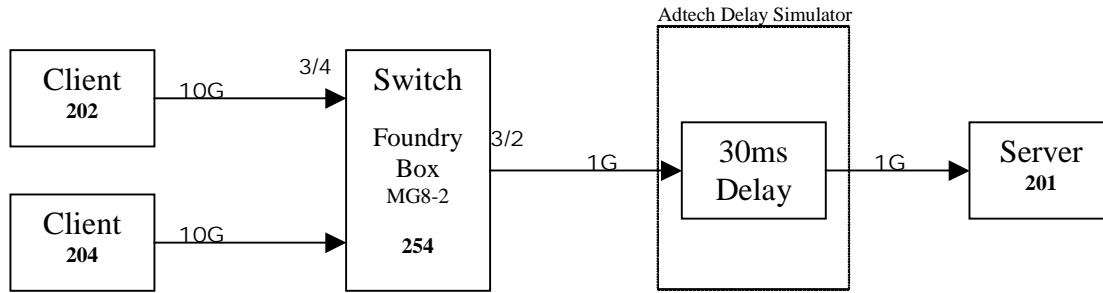 Adtech Delay Simulator
Client
202
10G
3/4
Switch
Foundry
Box
MG8-2
254
3/2
1G
30ms
Delay
1G
Server
201
Client
204
10G